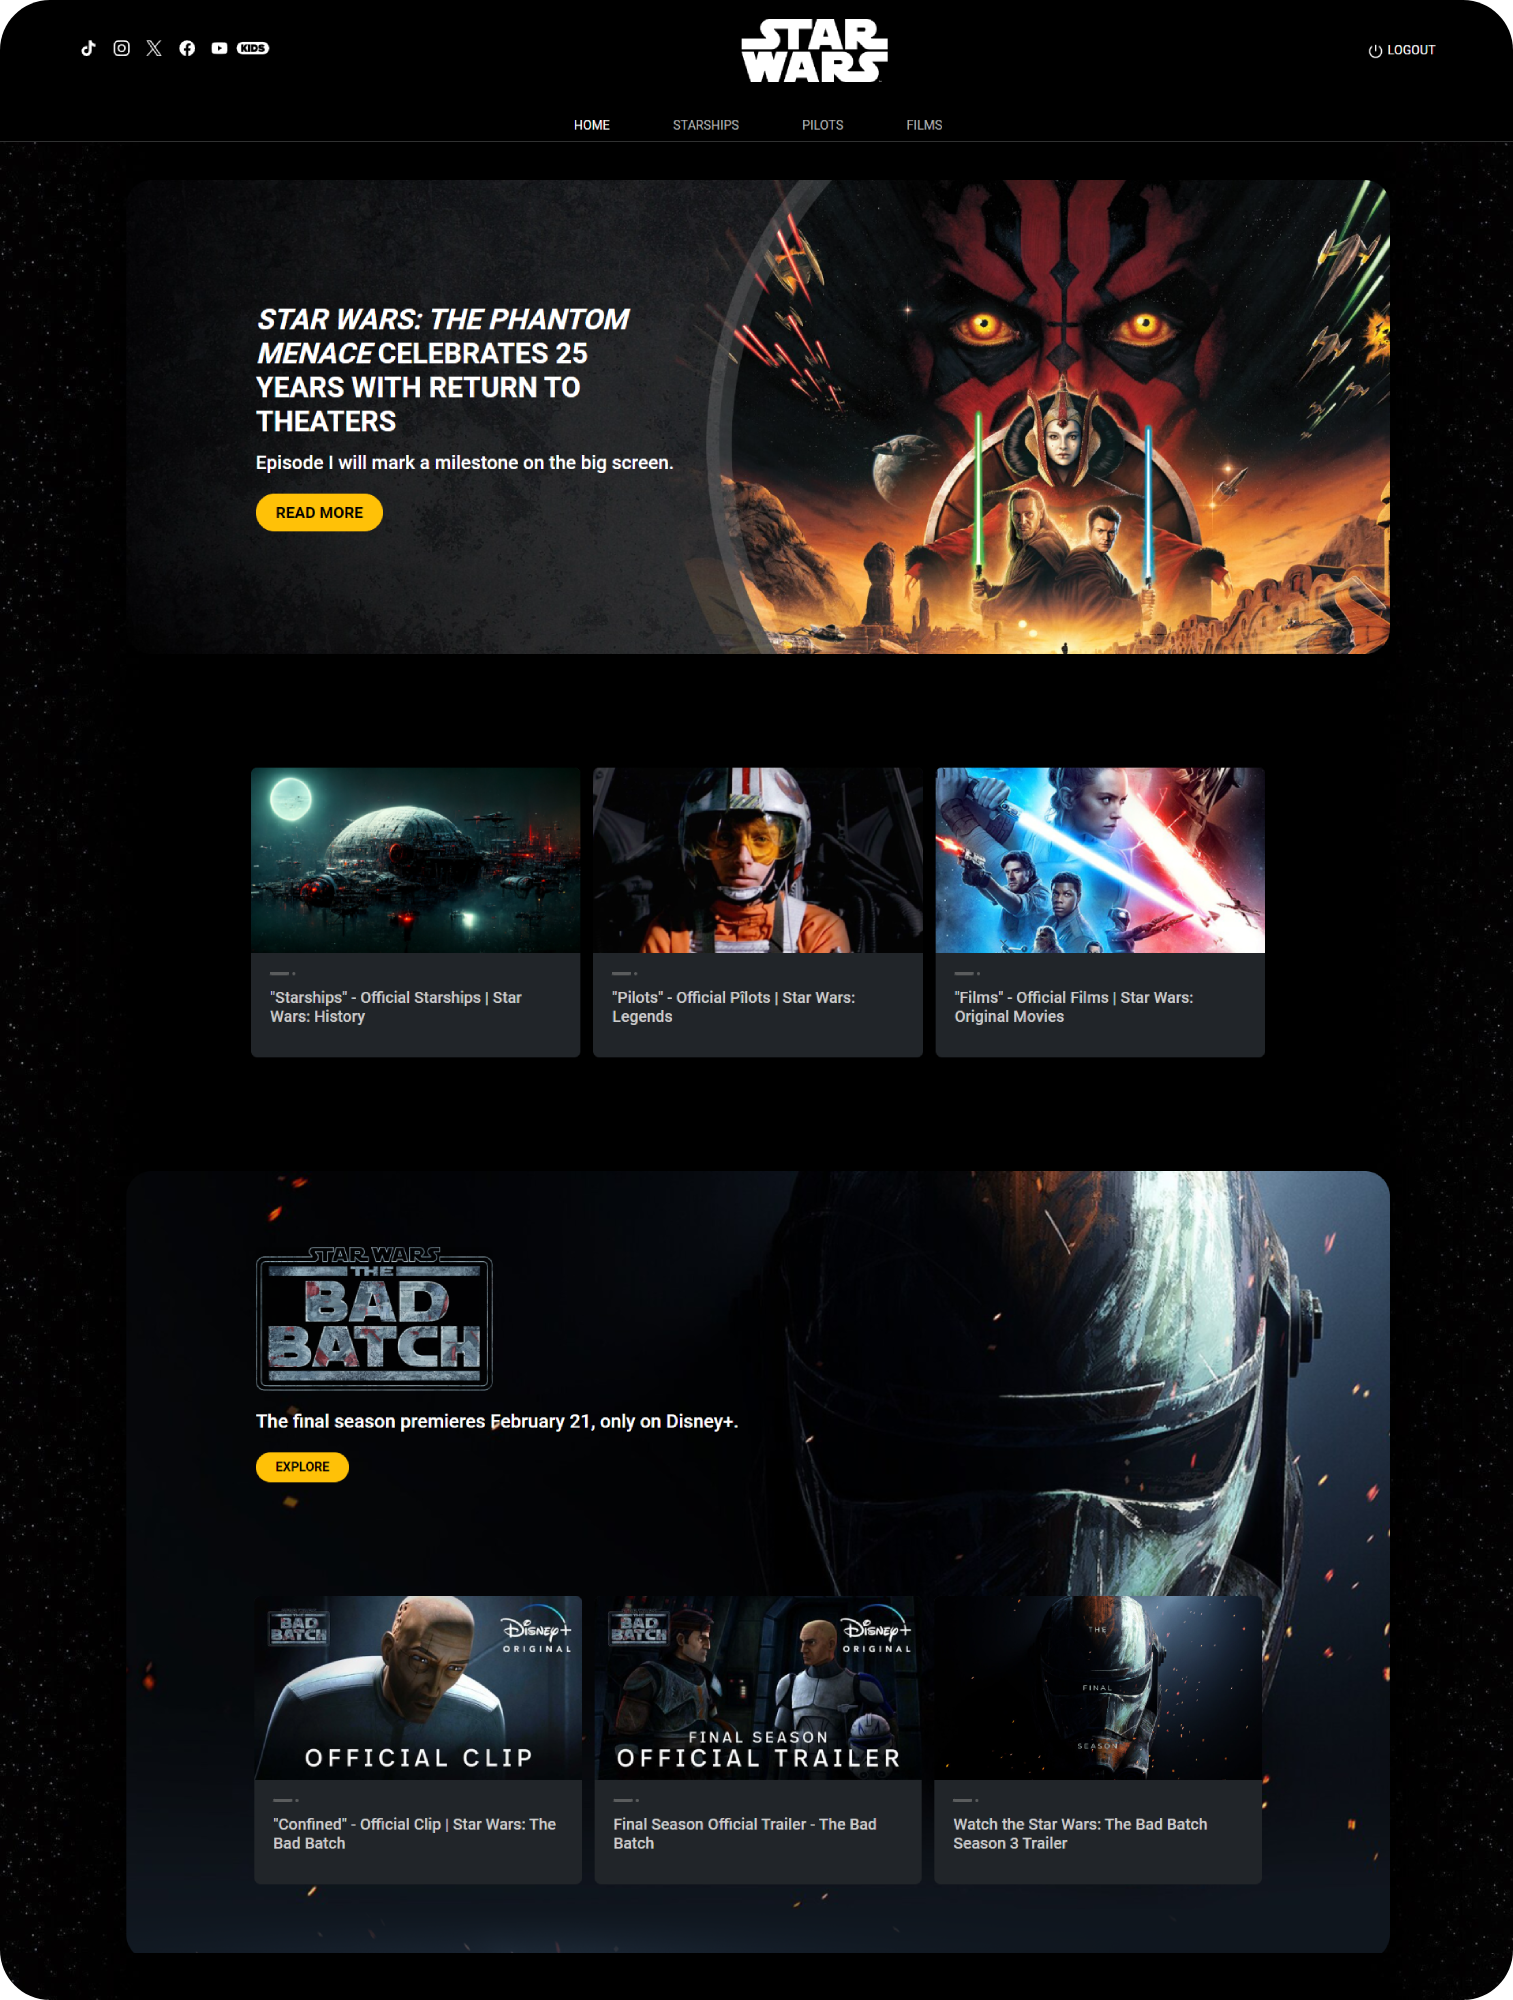 KIDS
STAR
WARS
LOGOUT
HOME STARSHIPS PILOTS FILMS
STAR WARS: THE PHANTOM
MENACE CELEBRATES 25
YEARS WITH RETURN TO
THEATERS
Episode I will mark a milestone on the big screen.
READ MORE
"Starships" - Official Starships | Star
Wars: History
"Pilots" - Official Pilots | Star Wars:
Legends
"Films" - Official Films | Star Wars:
Original Movies
STAR WARS
THE
BAD
BATCH
The final season premieres February 21, only on Disney+.
EXPLORE
BAD
BATCH
Disney+
ORIGINAL
OFFICIAL CLIP
BAD
BATCH
Disney+
ORIGINAL
FINAL SEASON
OFFICIAL TRAILER
THE
FINAL
SEASON
"Confined" - Official Clip | Star Wars: The
Bad Batch
Final Season Official Trailer - The Bad
Batch
Watch the Star Wars: The Bad Batch
Season 3 Trailer